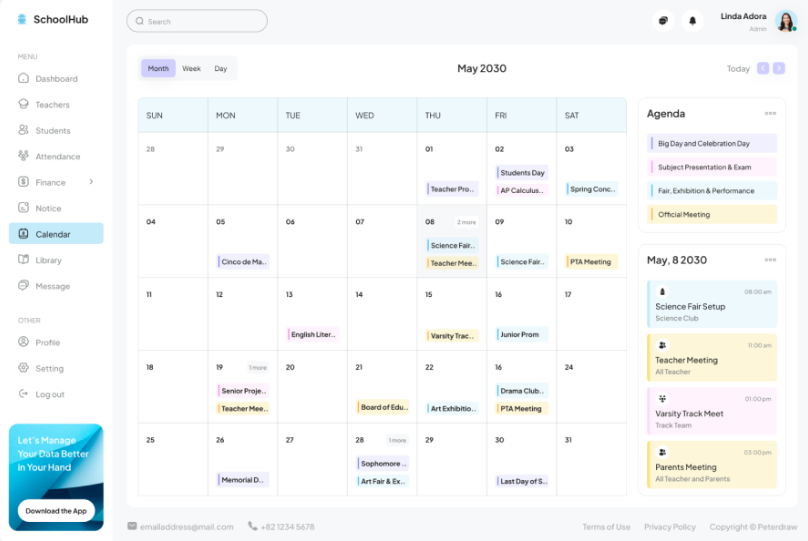 SchoolHub
Search
Linda Adora
Admin
MENU
Dashboard
Teachers
Students
Attendance
Finance
Notice
Calendar
Library
Message
OTHER
Profile
Setting
Log out
Let's Manage
Your Data Better
in Your Hand
Download the App
Month Week Day
May 2030
Today
SUN MON TUE WED THU FRI SAT
28 29 30 31 01 02 03
Students Day
Teacher Pro.. AP Calculus.. Spring Conc..
04 05 06 07 08 2 more 09 10
Science Fair..
Cinco de Ma.. Teacher Mee.. Science Fair.. PTA Meeting
11 12 13 14 15 16 17
English Liter.. Varsity Trac.. Junior Prom
18 19 1 more 20 21 22 16 24
Senior Proje.. Drama Club..
Teacher Mee.. Board of Edu.. Art Exhibitio.. PTA Meeting
25 26 27 28 1 more 29 30 31
Sophomore ..
Memorial D.. Art Fair & Ex.. Last Day of S..
Agenda
Big Day and Celebration Day
Subject Presentation & Exam
Fair, Exhibition & Performance
Official Meeting
May, 8 2030
08:00 am
Science Fair Setup
Science Club
11:00 am
Teacher Meeting
All Teacher
01:00 pm
Varsity Track Meet
Track Team
03:00 pm
Parents Meeting
All Teacher and Parents
emailaddress@mail.com +82 1234 5678 Terms of Use Privacy Policy Copyright © Peterdraw